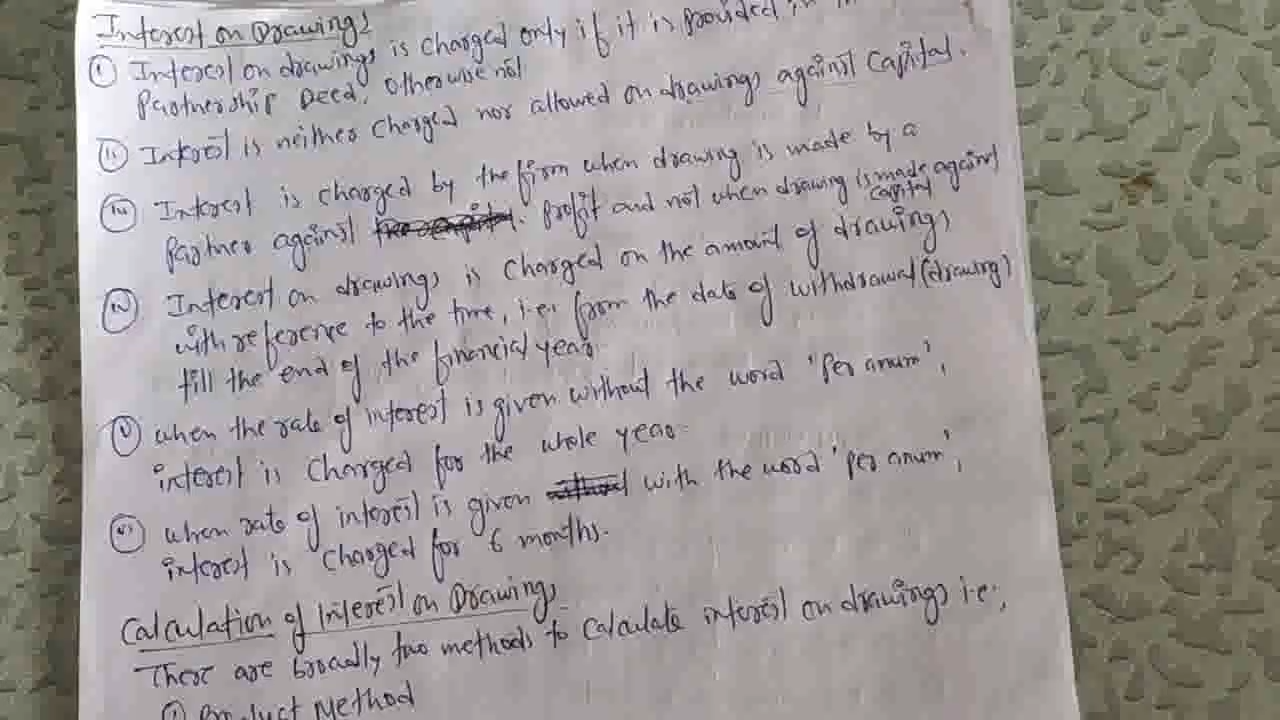 Interest on Drawings
(i) Interest on drawings is charged only if it is provided in
Partnership Deed, otherwise not
(ii) Interest is neither charged nor allowed on drawings against capital.
(iii) Interest is charged by the firm when drawing is made by a
partner against profit and not when drawing is made against
capital
(iv) Interest on drawings is charged on the amount of drawings
with reference to the time, i.e. from the date of withdrawal (drawing)
till the end of the financial year.
(v) when the rate of interest is given without the word 'per anum',
interest is charged for the whole year.
(vi) when rate of interest is given with the word 'per anum',
interest is charged for 6 months.
Calculation of Interest on Drawings
There are broadly two methods to calculate interest on drawings i.e.,
(1) Product Method